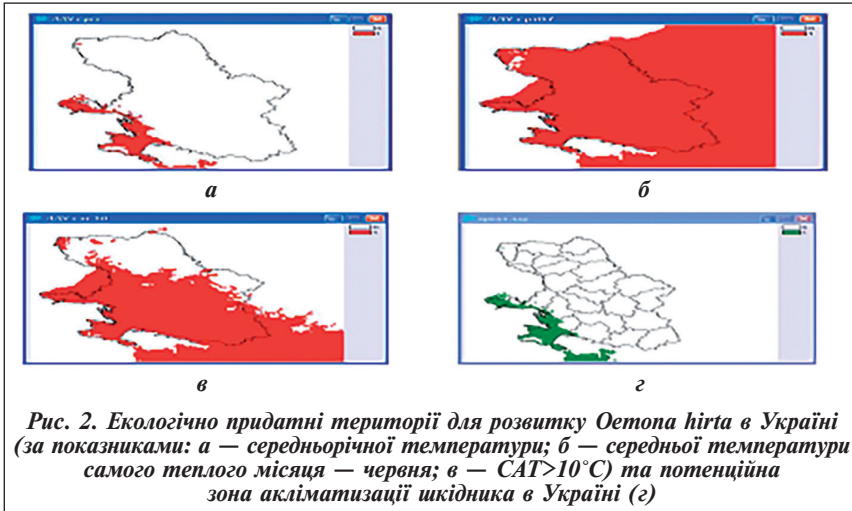 а
б
в
г
Рис. 2. Екологічно придатні території для розвитку Oemona hirta в Україні
(за показниками: а — середньорічної температури; б — середньої температури
самого теплого місяця — червня; в — САТ>10°С) та потенційна
зона акліматизації шкідника в Україні (г)